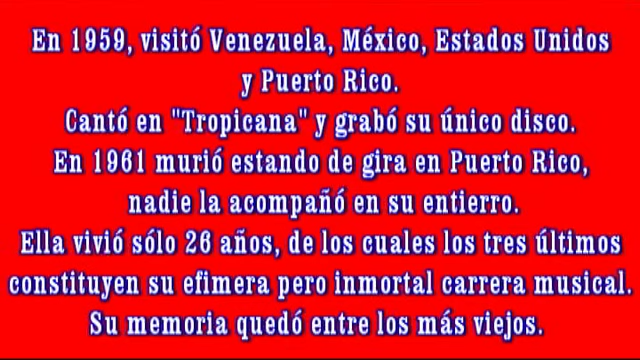 En 1959, visitó Venezuela, México, Estados Unidos
y Puerto Rico.
Cantó en "Tropicana" y grabó su único disco.
En 1961 murió estando de gira en Puerto Rico,
nadie la acompañó en su entierro.
Ella vivió sólo 26 años, de los cuales los tres últimos
constituyen su efimera pero inmortal carrera musical.
Su memoria quedó entre los más viejos.